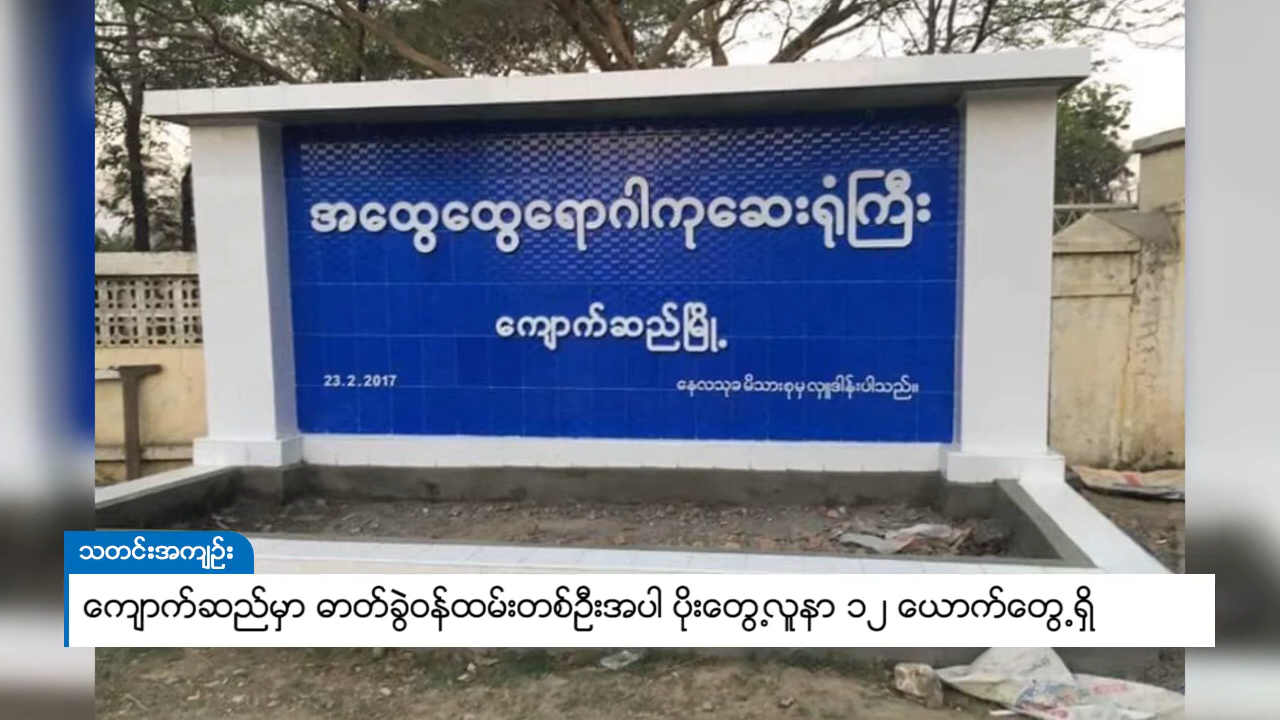 အထွေထွေရောဂါကုဆေးရုံကြီး
ကျောက်ဆည်မြို့
23.2.2017
နေလသုခမိသားစုမှလှူဒါန်းပါသည်။
သတင်းအကျဉ်း
ကျောက်ဆည်မှာ ဓာတ်ခွဲဝန်ထမ်းတစ်ဦးအပါ ပိုးတွေ့လူနာ ၁၂ ယောက်တွေ့ရှိ